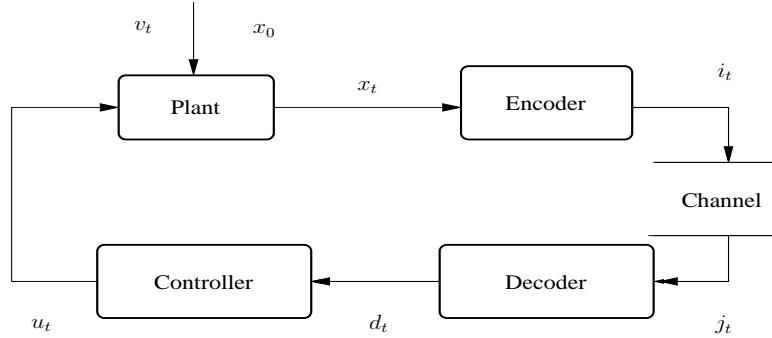 v_t x_0
Plant
x_t
Encoder
i_t
Channel
Controller
Decoder
u_t
d_t
j_t